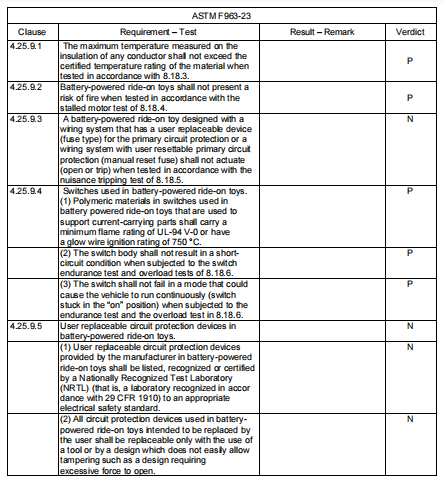 ASTM F963-23
Clause Requirement – Test Result – Remark Verdict
4.25.9.1 The maximum temperature measured on the
insulation of any conductor shall not exceed the
certified temperature rating of the material when
tested in accordance with 8.18.3.
P
4.25.9.2 Battery-powered ride-on toys shall not present a
risk of fire when tested in accordance with the
stalled motor test of 8.18.4.
P
4.25.9.3 A battery-powered ride-on toy designed with a N
wiring system that has a user replaceable device
(fuse type) for the primary circuit protection or a
wiring system with user resettable primary circuit
protection (manual reset fuse) shall not actuate
(open or trip) when tested in accordance with the
nuisance tripping test of 8.18.5.
4.25.9.4 Switches used in battery-powered ride-on toys. P
(1) Polymeric materials in switches used in
battery powered ride-on toys that are used to
support current-carrying parts shall carry a
minimum flame rating of UL-94 V-0 or have
a glow wire ignition rating of 750 °C.
(2) The switch body shall not result in a short- P
circuit condition when subjected to the switch
endurance test and overload tests of 8.18.6.
(3) The switch shall not fail in a mode that could P
cause the vehicle to run continuously (switch
stuck in the "on" position) when subjected to the
endurance test and the overload test in 8.18.6.
4.25.9.5 User replaceable circuit protection devices in N
battery-powered ride-on toys.
(1) User replaceable circuit protection devices N
provided by the manufacturer in battery-powered
ride-on toys shall be listed, recognized or certified
by a Nationally Recognized Test Laboratory
(NRTL) (that is, a laboratory recognized in accor
dance with 29 CFR 1910) to an appropriate
electrical safety standard.
(2) All circuit protection devices used in battery- N
powered ride-on toys intended to be replaced by
the user shall be replaceable only with the use of
a tool or by a design which does not easily allow
tampering such as a design requiring
excessive force to open.